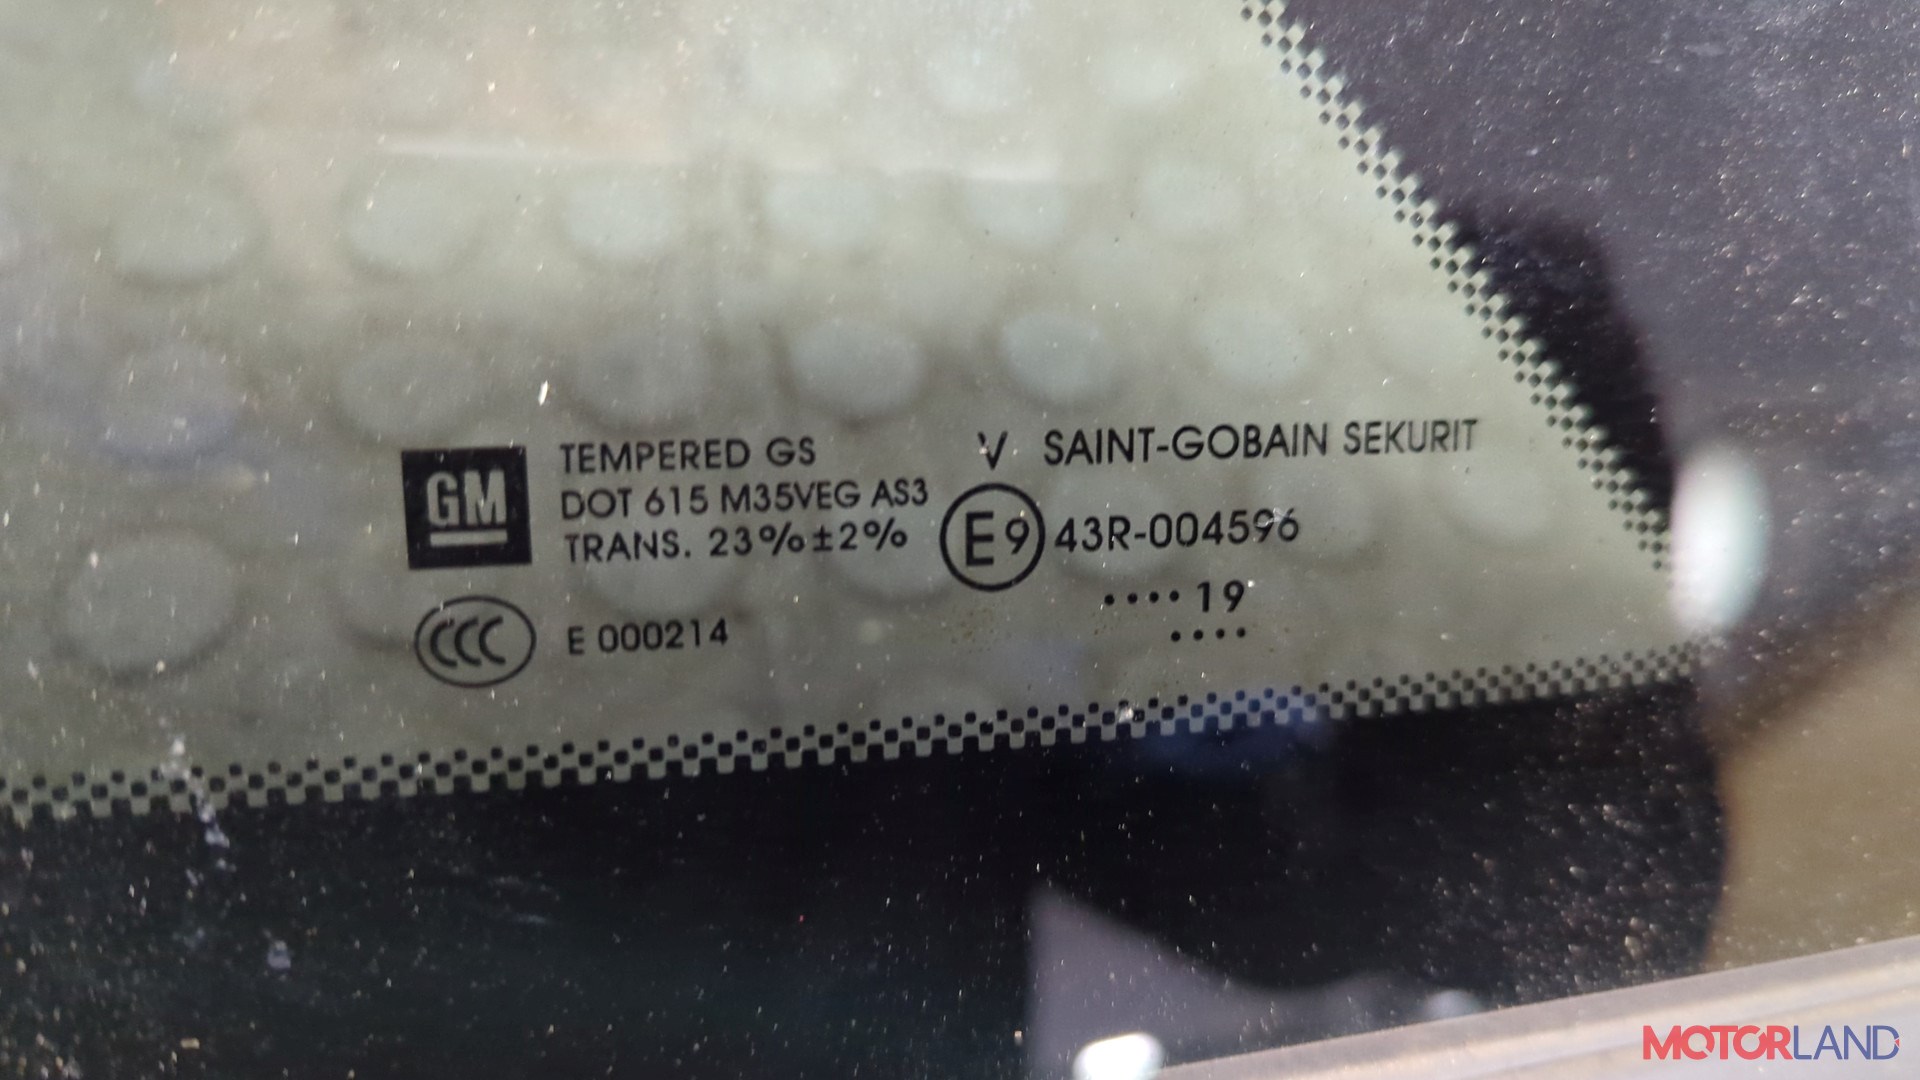 GM
TEMPERED GS
DOT 615 M35VEG AS3
TRANS. 23%±2%
V SAINT-GOBAIN SEKURIT
E9 43R-004596
····19
····
CCC E 000214
MOTORLAND